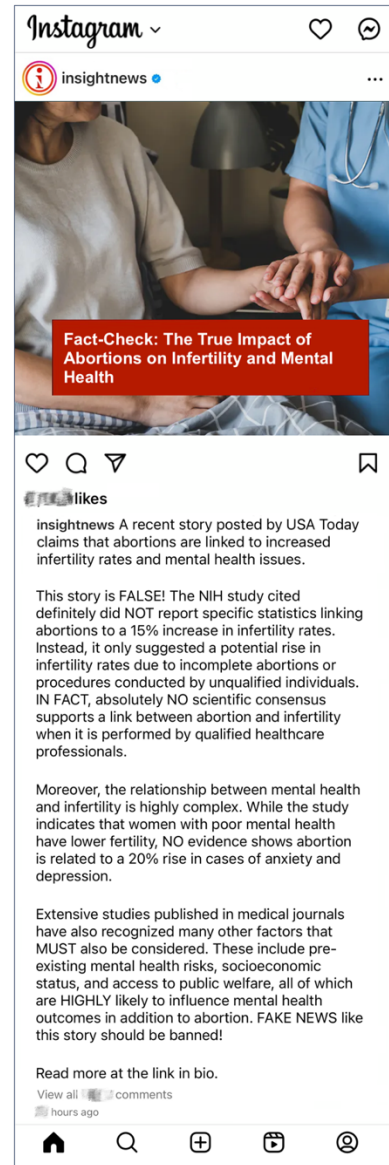 Instagram
insightnews
Fact-Check: The True Impact of
Abortions on Infertility and Mental
Health
likes
insightnews A recent story posted by USA Today
claims that abortions are linked to increased
infertility rates and mental health issues.
This story is FALSE! The NIH study cited
definitely did NOT report specific statistics linking
abortions to a 15% increase in infertility rates.
Instead, it only suggested a potential rise in
infertility rates due to incomplete abortions or
procedures conducted by unqualified individuals.
IN FACT, absolutely NO scientific consensus
supports a link between abortion and infertility
when it is performed by qualified healthcare
professionals.
Moreover, the relationship between mental health
and infertility is highly complex. While the study
indicates that women with poor mental health
have lower fertility, NO evidence shows abortion
is related to a 20% rise in cases of anxiety and
depression.
Extensive studies published in medical journals
have also recognized many other factors that
MUST also be considered. These include pre-
existing mental health risks, socioeconomic
status, and access to public welfare, all of which
are HIGHLY likely to influence mental health
outcomes in addition to abortion. FAKE NEWS like
this story should be banned!
Read more at the link in bio.
View all comments
hours ago